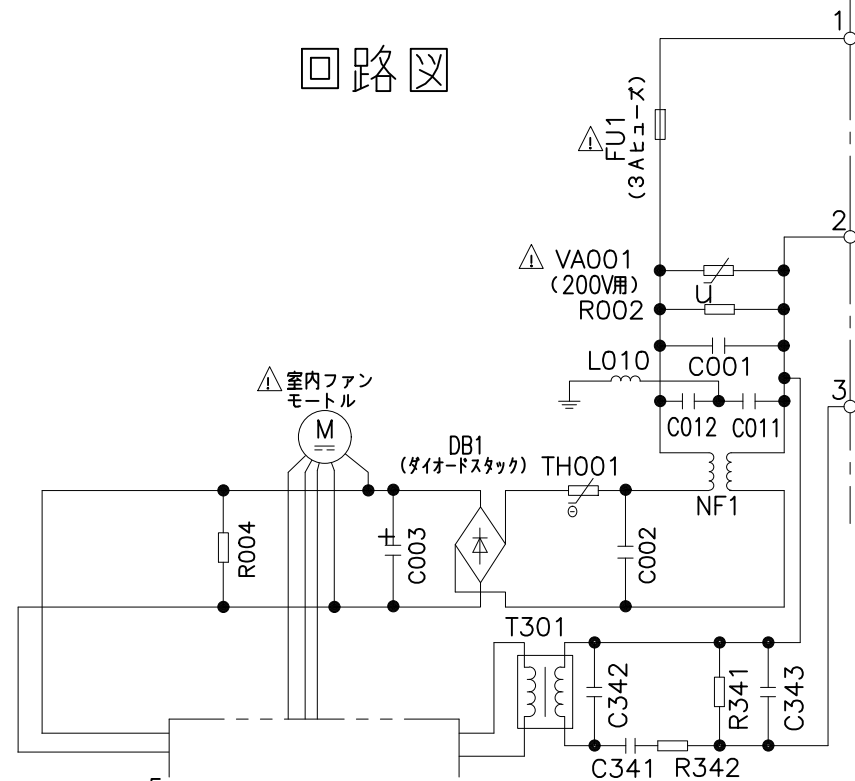 回路図
1
FU1
(3Aヒューズ)
2
VA001
(200V用)
u
R002
C001
L010
3
C012
C011
室内ファン
モートル
M
DB1
(ダイオードスタック)
TH001
NF1
R004
C003
C002
T301
C342
R341
C343
C341
R342